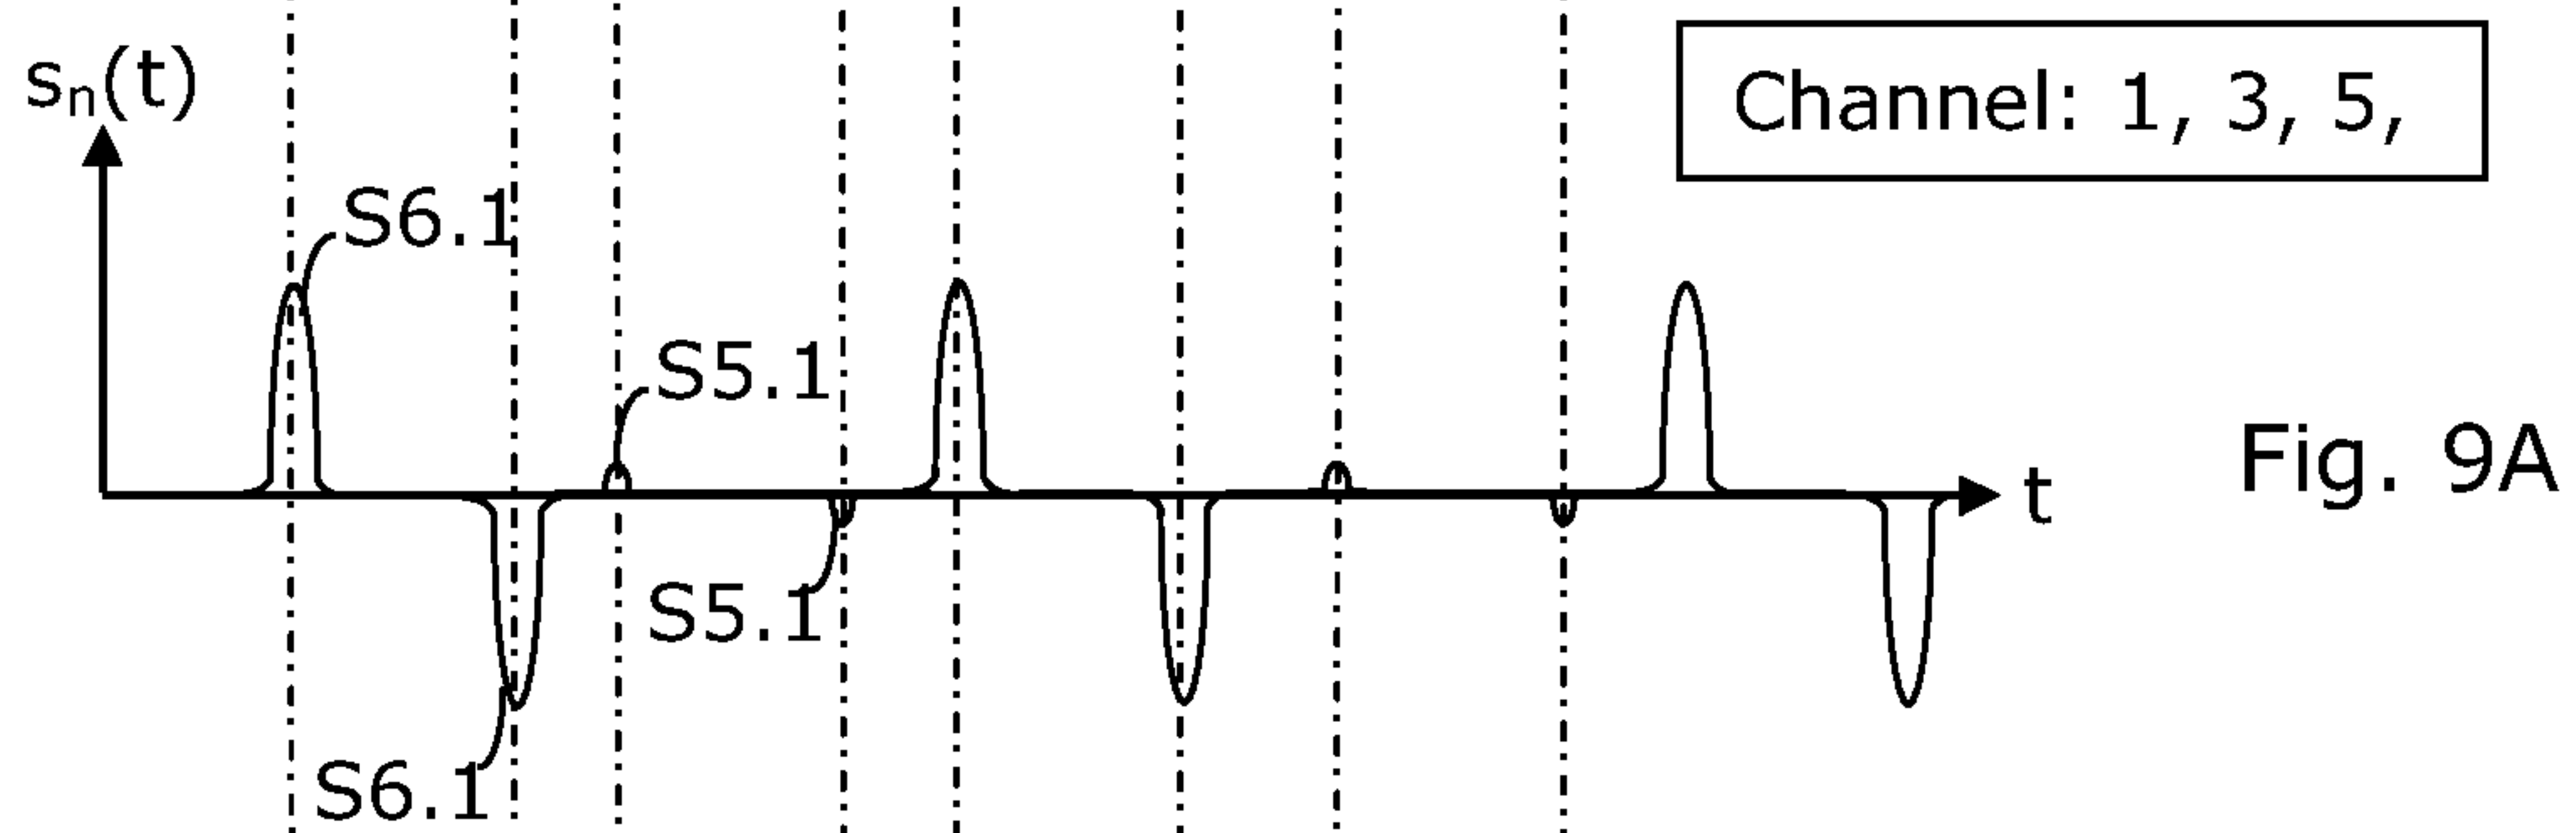 sn(t)
Channel: 1, 3, 5,
S6.1
S5.1
Fig. 9A
t
S5.1
S6.1